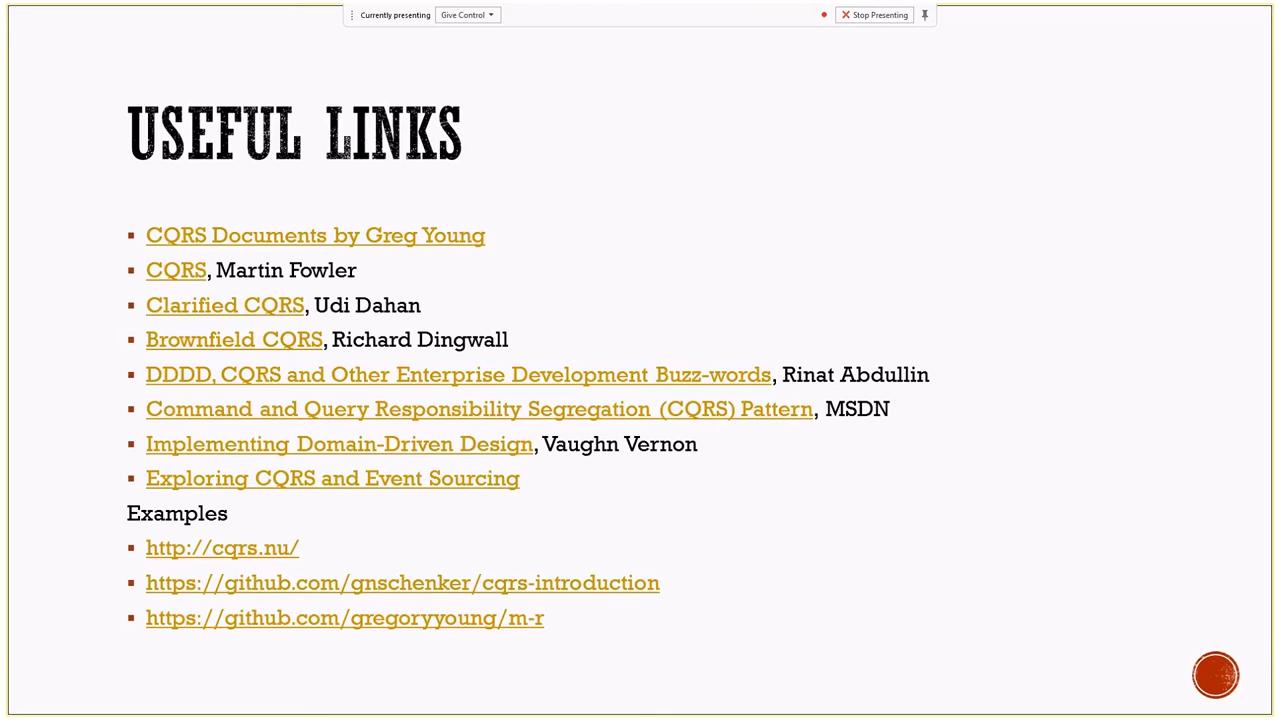 Currently presenting Give Control Stop Presenting
USEFUL LINKS
CQRS Documents by Greg Young
CQRS, Martin Fowler
Clarified CQRS, Udi Dahan
Brownfield CQRS, Richard Dingwall
DDDD, CQRS and Other Enterprise Development Buzz-words, Rinat Abdullin
Command and Query Responsibility Segregation (CQRS) Pattern, MSDN
Implementing Domain-Driven Design, Vaughn Vernon
Exploring CQRS and Event Sourcing
Examples
http://cqrs.nu/
https://github.com/gnschenker/cqrs-introduction
https://github.com/gregoryyoung/m-r